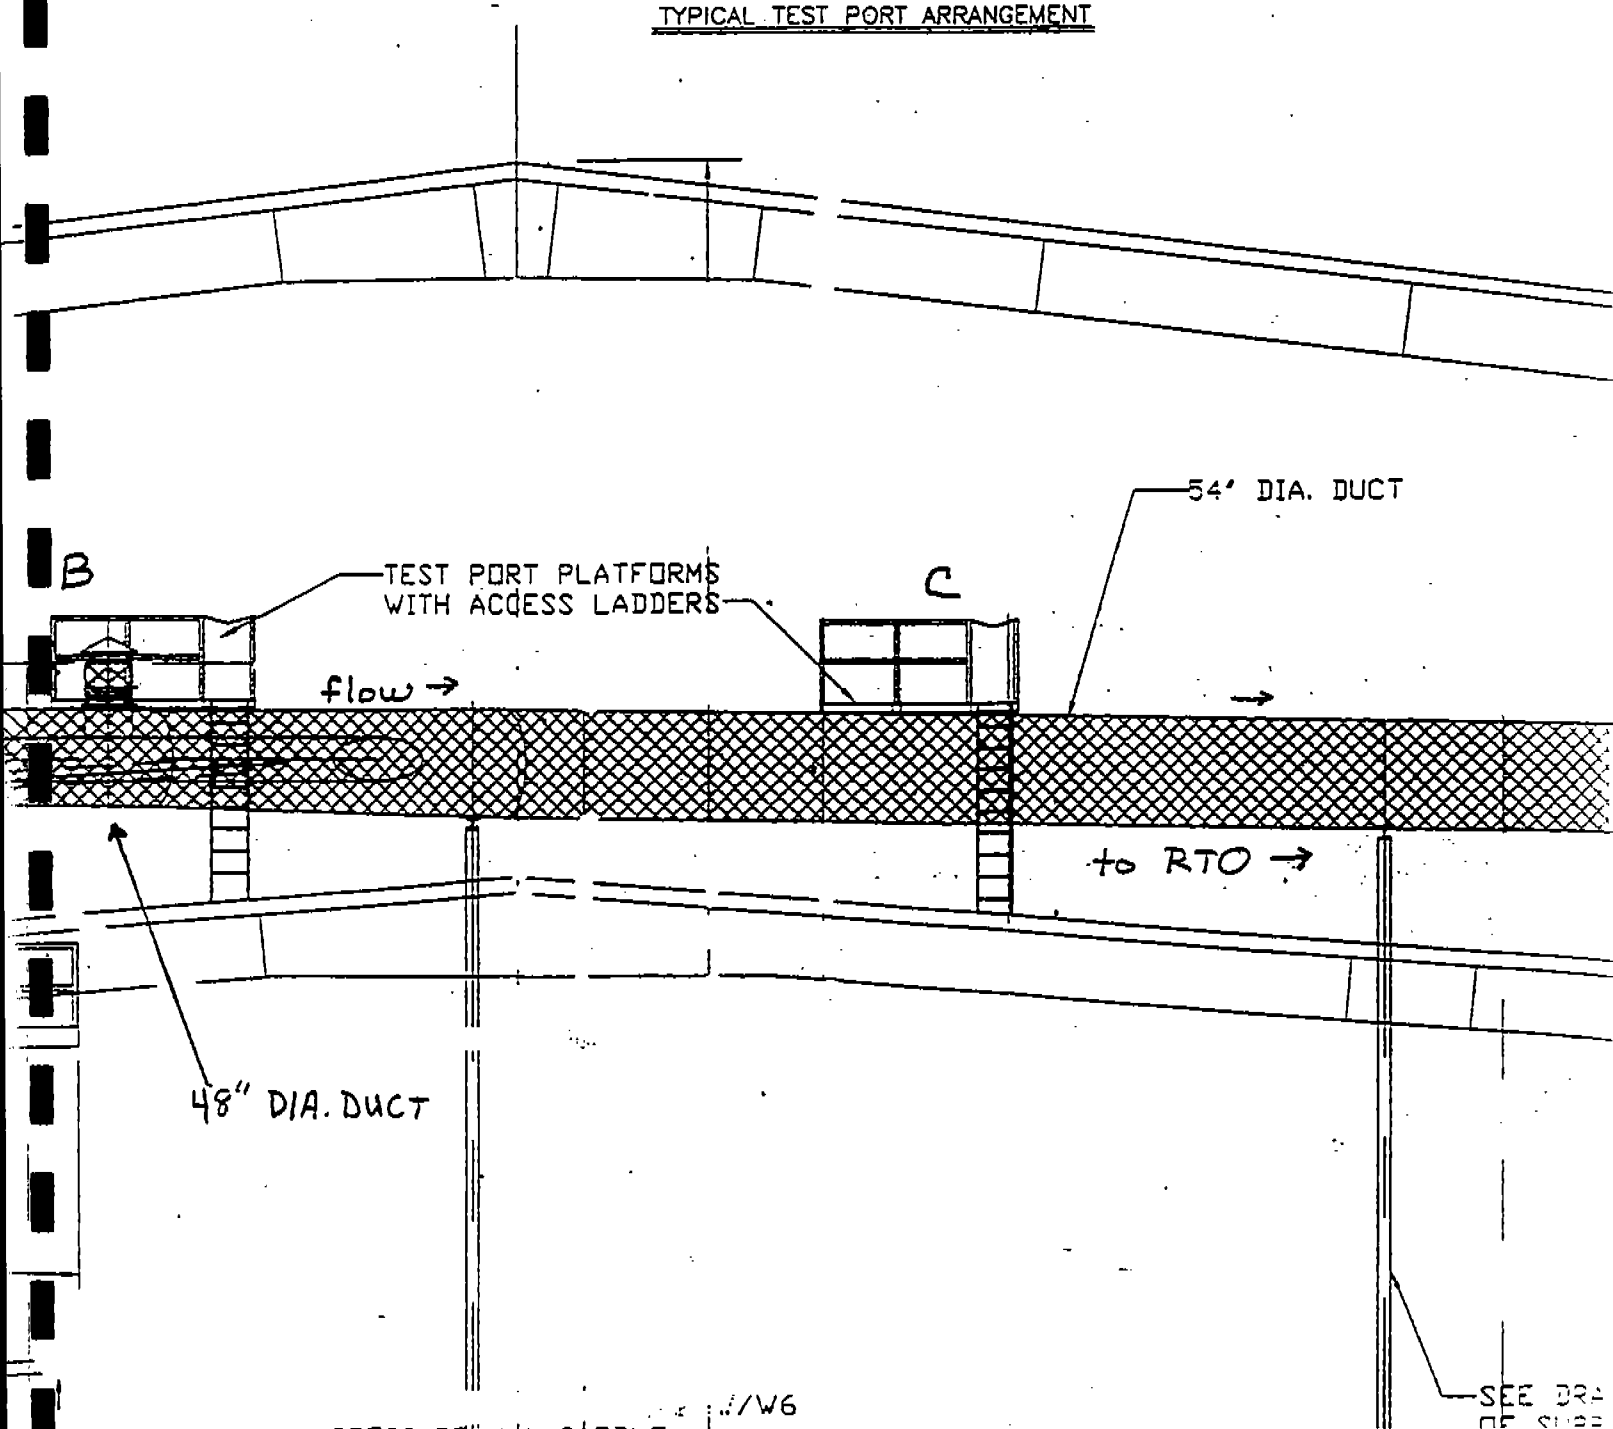 TYPICAL TEST PORT ARRANGEMENT
54" DIA. DUCT
B
TEST PORT PLATFORMS
WITH ACCESS LADDERS
C
flow →
→
to RTO →
48" DIA. DUCT
/W6
SEE
OF